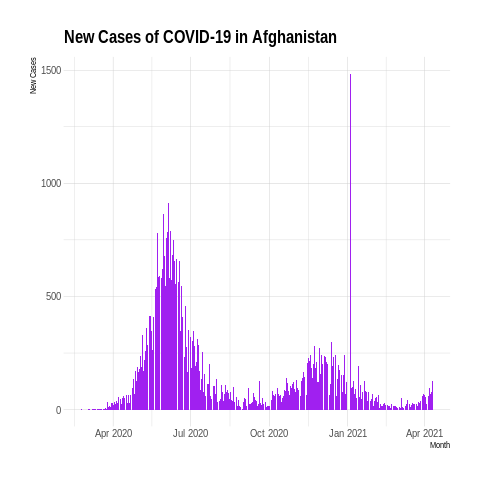 New Cases of COVID-19 in Afghanistan
New Cases
1500
1000
500
0
Apr 2020 Jul 2020 Oct 2020 Jan 2021 Apr 2021
Month